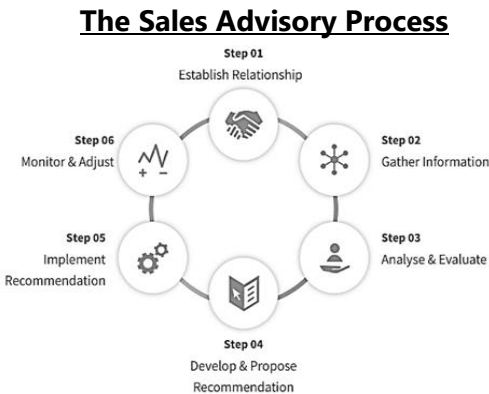 The Sales Advisory Process
Step 01
Establish Relationship
Step 02
Gather Information
Step 03
Analyse & Evaluate
Step 04
Develop & Propose
Recommendation
Step 05
Implement
Recommendation
Step 06
Monitor & Adjust